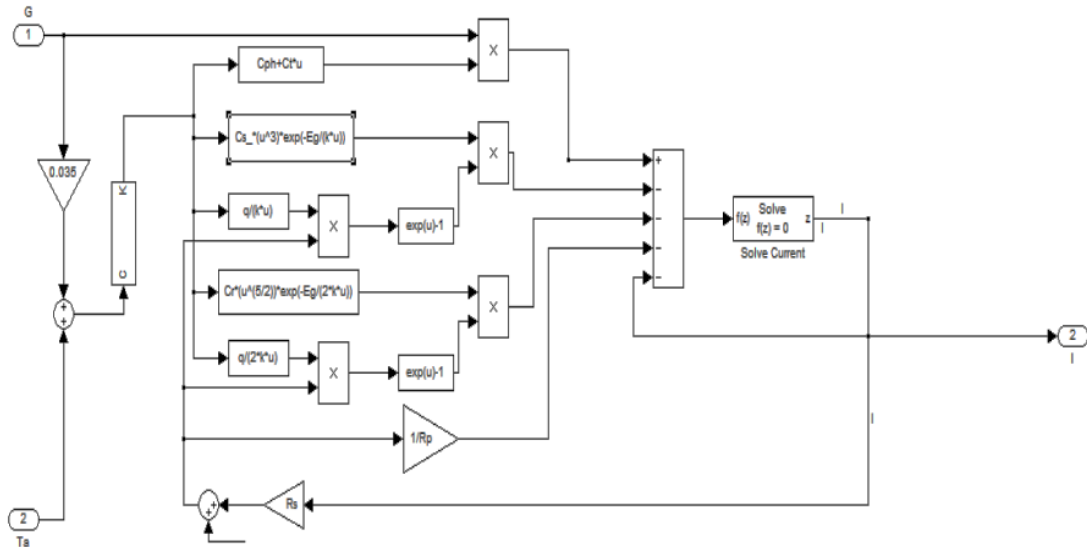 G
1
X
Cph+Ct*u
Cs_*(u^3)*exp(-Eg/(k*u))
X
0.035
K
C
q/(k*u)
X
exp(u)-1
+
−
−
−
−
f(z) Solve f(z) = 0 z
Solve Current
I
I
Cr*(u^(5/2))*exp(-Eg/(2*k*u))
X
+
+
q/(2*k*u)
X
exp(u)-1
2
I
1/Rp
I
Rs
+
+
2
Ta